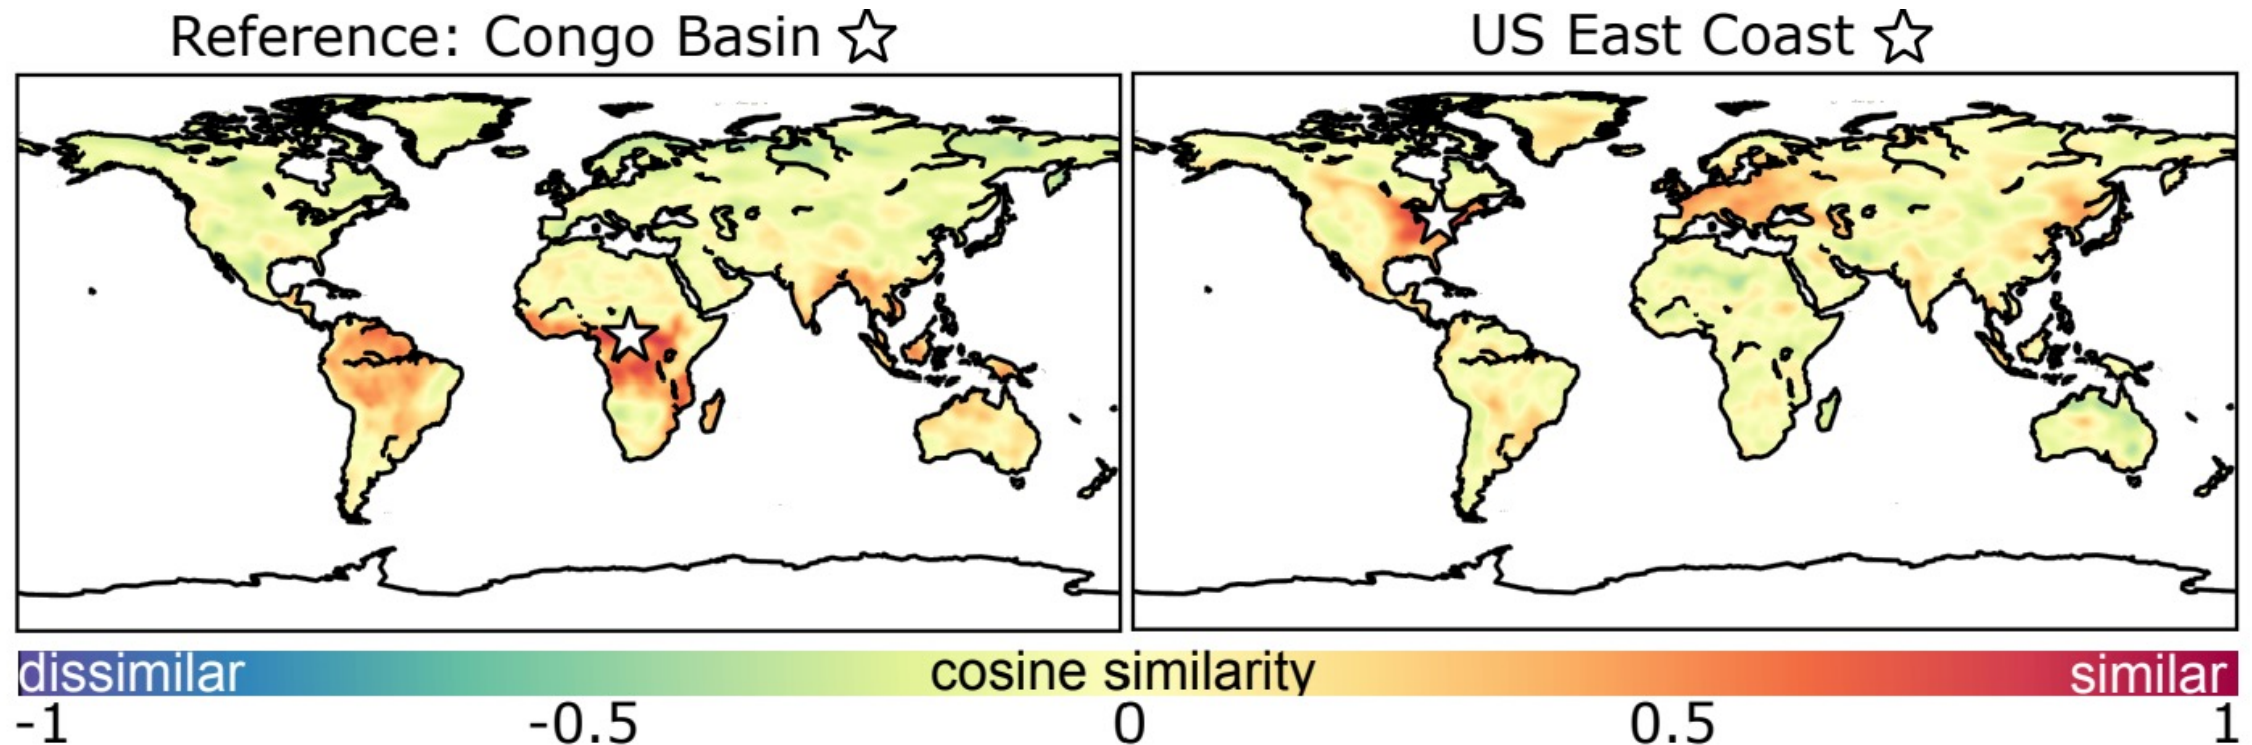 Reference: Congo Basin
US East Coast
dissimilar cosine similarity similar
-1 -0.5 0 0.5 1